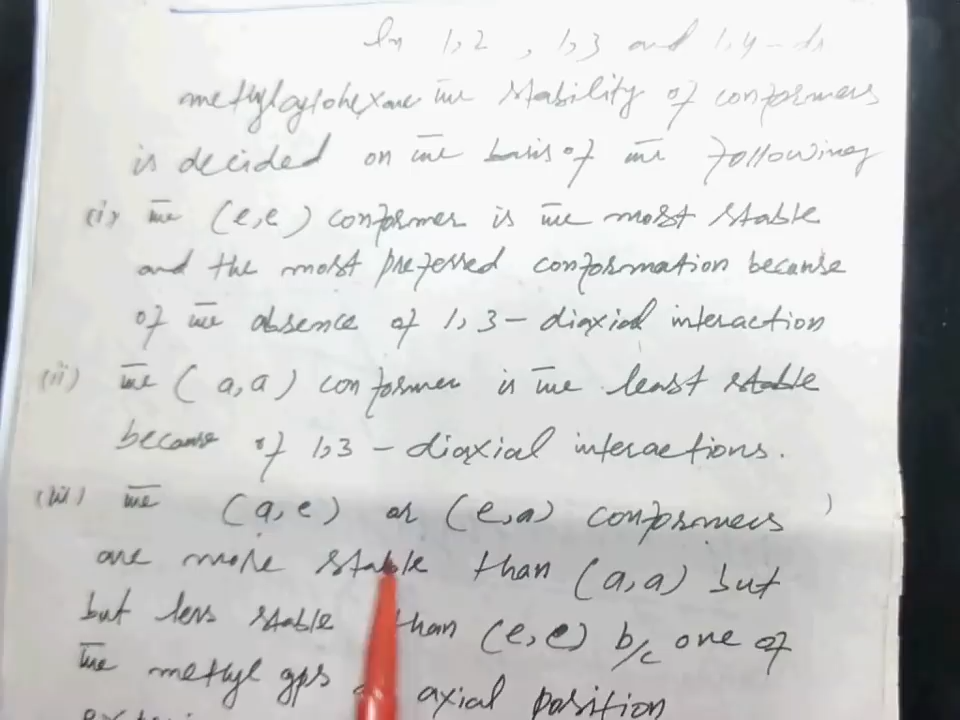 In 1,2 , 1,3 and 1,4-di
methylcyclohexane the stability of conformers
is decided on the basis of the following
(i) the (e,e) conformer is the most stable
and the most preferred conformation because
of the absence of 1,3-diaxial interaction
(ii) the (a,a) conformer is the least stable
because of 1,3-diaxial interactions.
(iii) the (a,e) or (e,a) conformers
are more stable than (a,a) but
but less stable than (e,e) b/c one of
the methyl gps axial position